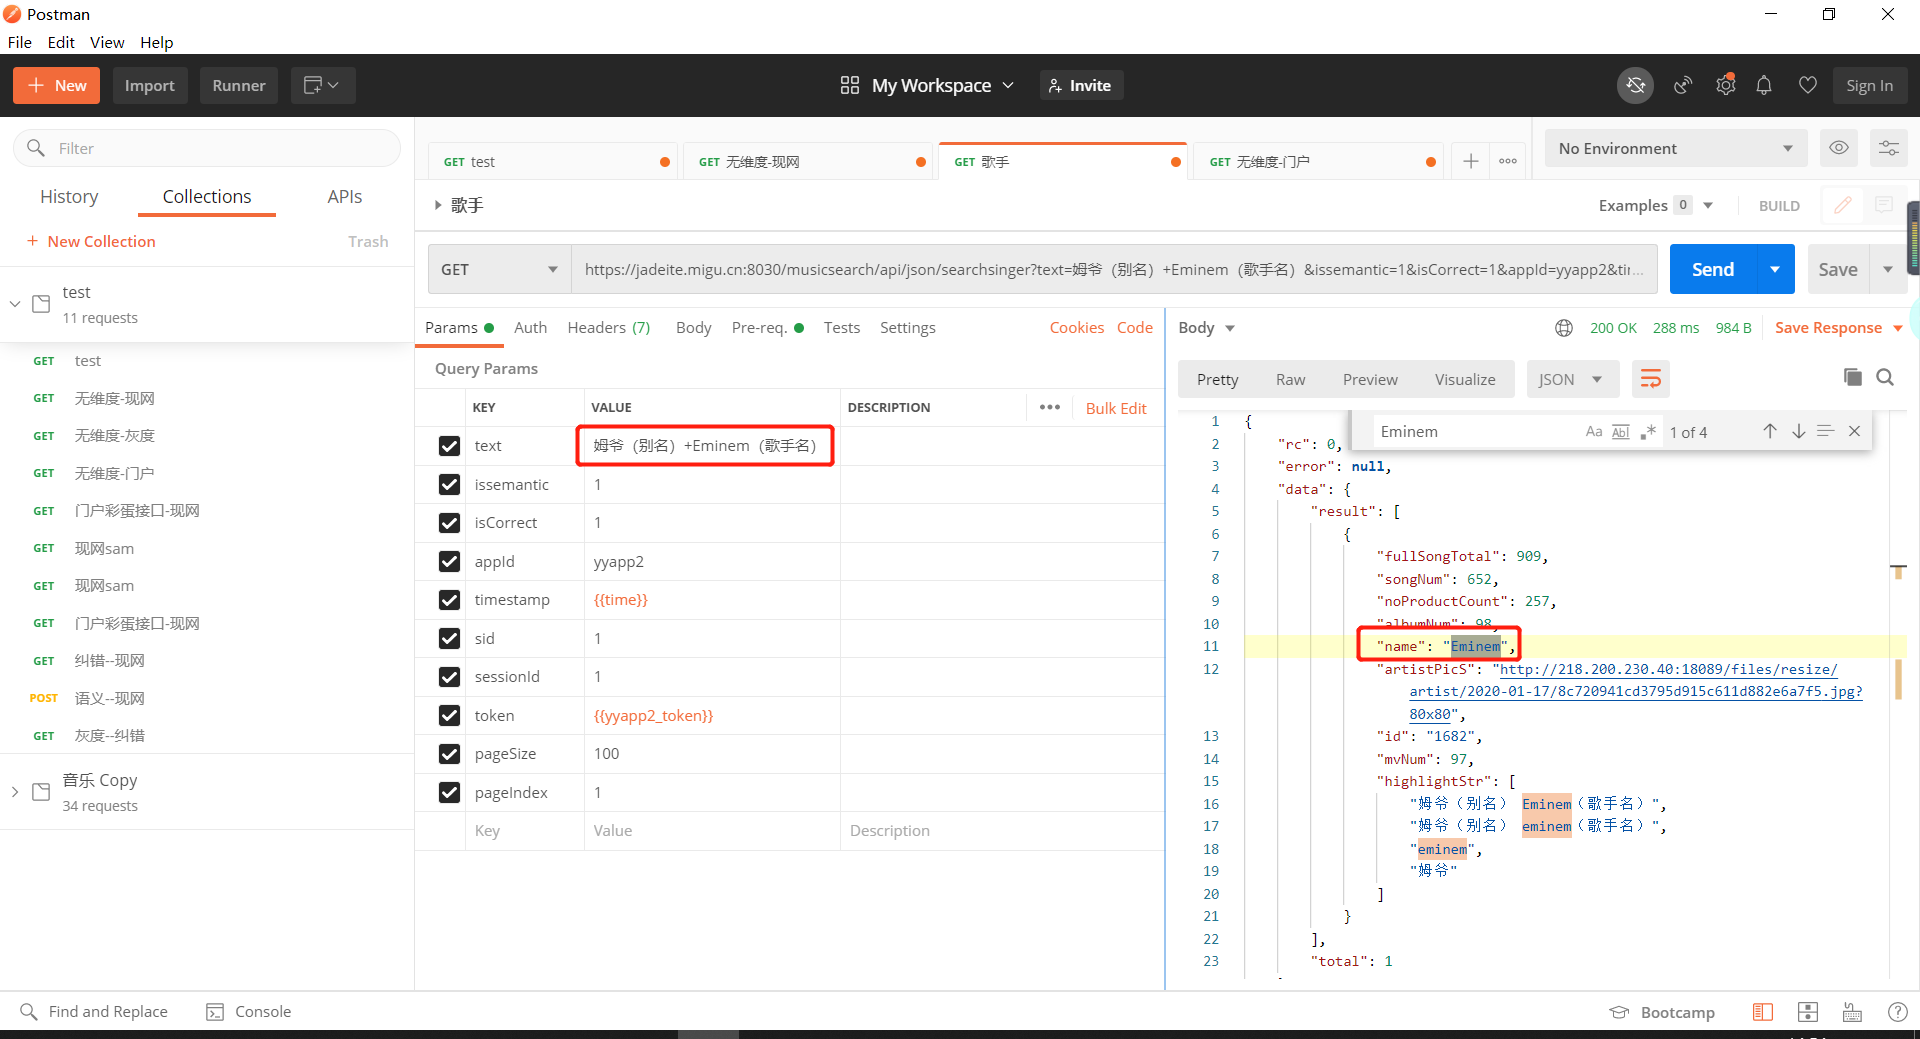 Postman
File Edit View Help
New Import Runner My Workspace Invite Sign In
Filter
History Collections APIs
+ New Collection Trash
test
11 requests
GET test
GET 无维度-现网
GET 无维度-灰度
GET 无维度-门户
GET 门户彩蛋接口-现网
GET 现网sam
GET 现网sam
GET 门户彩蛋接口-现网
GET 纠错--现网
POST 语义--现网
GET 灰度--纠错
音乐 Copy
34 requests
GET test GET 无维度-现网 GET 歌手 GET 无维度-门户 No Environment
歌手 Examples 0 BUILD
GET https://jadeite.migu.cn:8030/musicsearch/api/json/searchsinger?text=姆爷（别名）+Eminem（歌手名）&issemantic=1&isCorrect=1&appId=yyapp2&tir... Send Save
Params Auth Headers (7) Body Pre-req. Tests Settings Cookies Code
Query Params
KEY VALUE DESCRIPTION Bulk Edit
text 姆爷（别名）+Eminem（歌手名）
issemantic 1
isCorrect 1
appId yyapp2
timestamp {{time}}
sid 1
sessionId 1
token {{yyapp2_token}}
pageSize 100
pageIndex 1
Key Value Description
Body 200 OK 288 ms 984 B Save Response
Pretty Raw Preview Visualize JSON
Eminem Aa Abl .* 1 of 4
1 {
2 "rc": 0,
3 "error": null,
4 "data": {
5 "result": [
6 {
7 "fullSongTotal": 909,
8 "songNum": 652,
9 "noProductCount": 257,
10 "albumNum": 98,
11 "name": "Eminem",
12 "artistPicS": "http://218.200.230.40:18089/files/resize/
artist/2020-01-17/8c720941cd3795d915c611d882e6a7f5.jpg?
80x80",
13 "id": "1682",
14 "mvNum": 97,
15 "highlightStr": [
16 "姆爷（别名） Eminem（歌手名）",
17 "姆爷（别名） eminem（歌手名）",
18 "eminem",
19 "姆爷"
20 ]
21 }
22 ],
23 "total": 1
Find and Replace Console Bootcamp